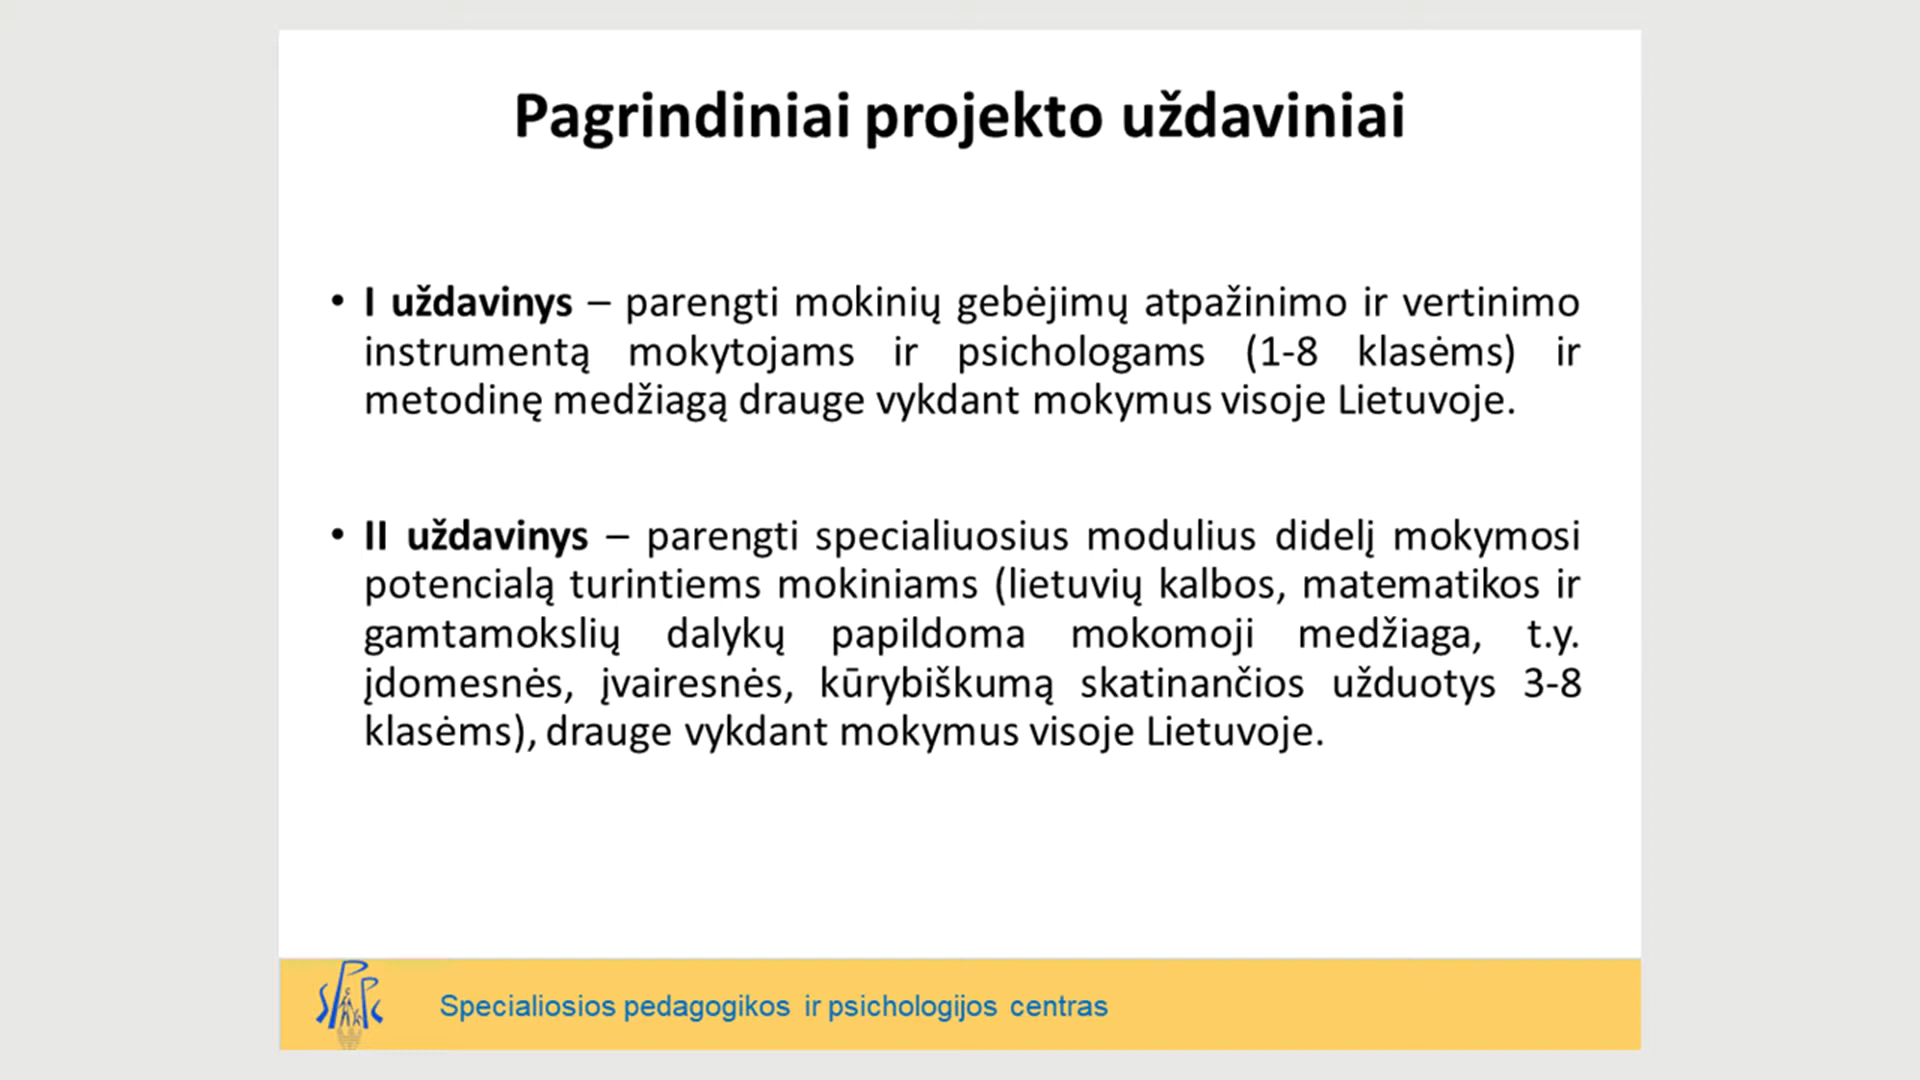 Pagrindiniai projekto uždaviniai
• I uždavinys – parengti mokinių gebėjimų atpažinimo ir vertinimo
instrumentą mokytojams ir psichologams (1-8 klasėms) ir
metodinę medžiagą drauge vykdant mokymus visoje Lietuvoje.
• II uždavinys – parengti specialiuosius modulius didelį mokymosi
potencialą turintiems mokiniams (lietuvių kalbos, matematikos ir
gamtamokslių dalykų papildoma mokomoji medžiaga, t.y.
įdomesnės, įvairesnės, kūrybiškumą skatinančios užduotys 3-8
klasėms), drauge vykdant mokymus visoje Lietuvoje.
Specialiosios pedagogikos ir psichologijos centras